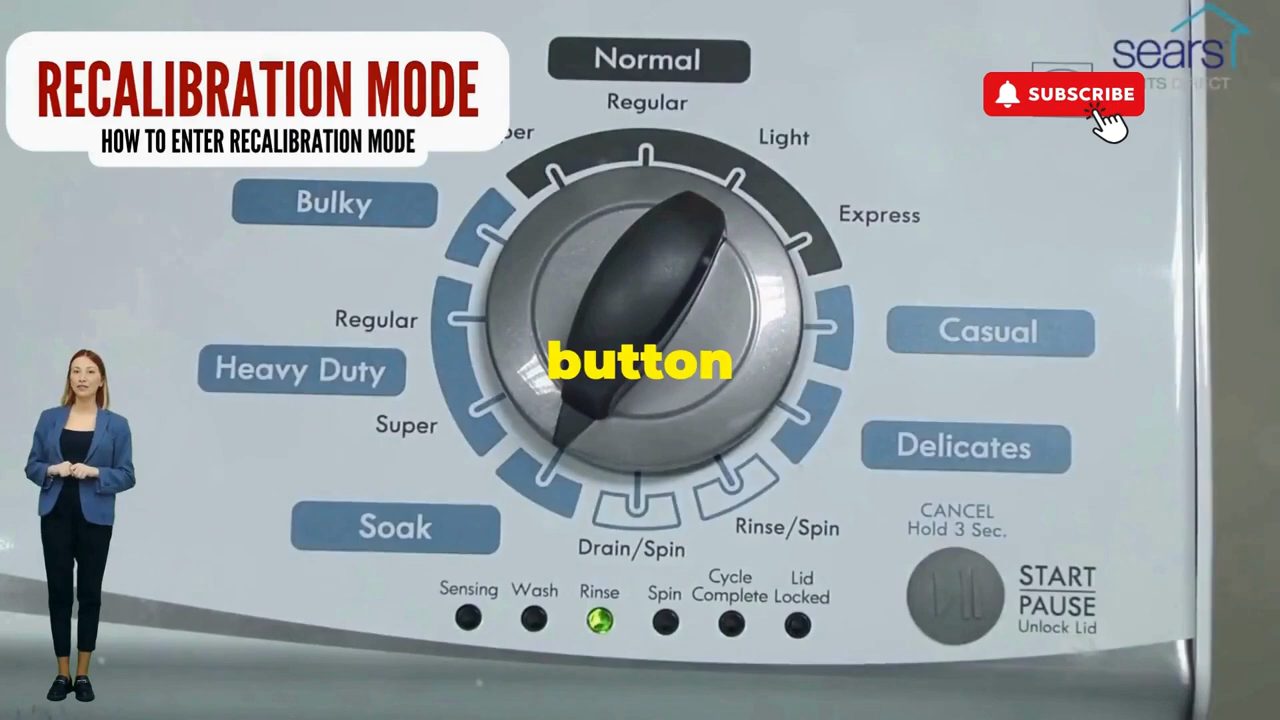 RECALIBRATION MODE
HOW TO ENTER RECALIBRATION MODE
sears
SUBSCRIBE
Normal
Regular
Light
Express
Bulky
Regular
Heavy Duty
Super
button
Casual
Delicates
Soak
Drain/Spin
Rinse/Spin
CANCEL
Hold 3 Sec.
Sensing
Wash
Rinse
Spin
Cycle
Complete
Lid
Locked
START
PAUSE
Unlock Lid